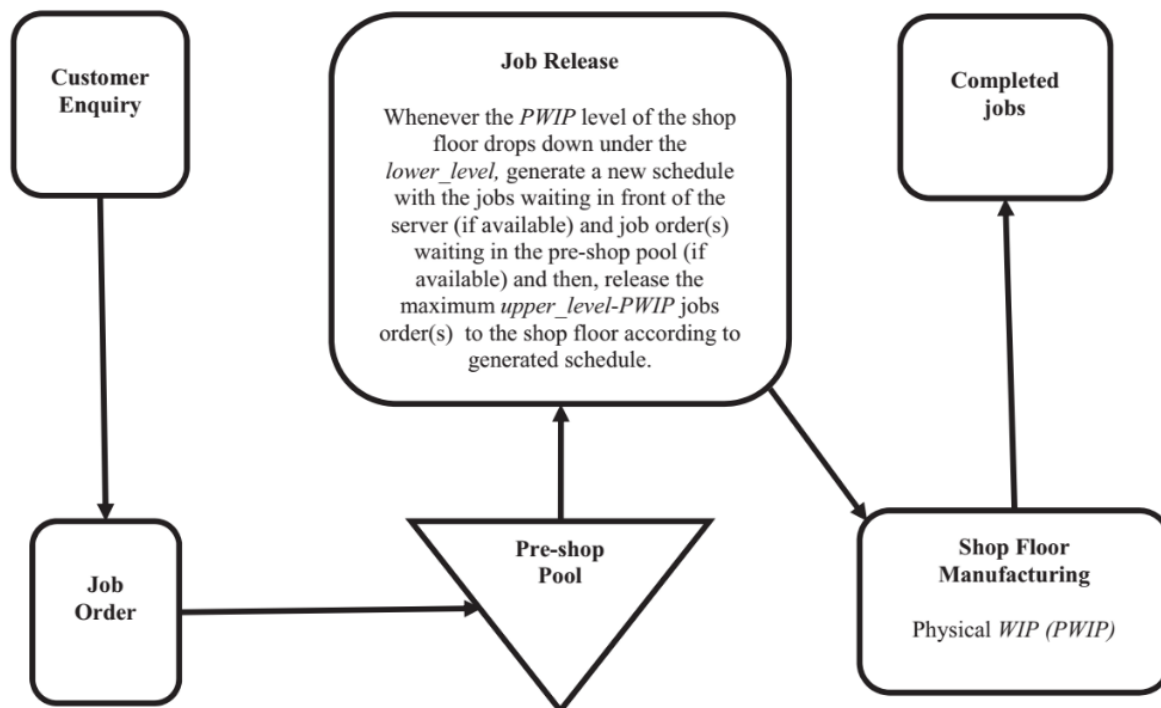 Customer
Enquiry
Job Release
Whenever the PWIP level of the shop
floor drops down under the
lower_level, generate a new schedule
with the jobs waiting in front of the
server (if available) and job order(s)
waiting in the pre-shop pool (if
available) and then, release the
maximum upper_level-PWIP jobs
order(s) to the shop floor according to
generated schedule.
Completed
jobs
Job
Order
Pre-shop
Pool
Shop Floor
Manufacturing
Physical WIP (PWIP)